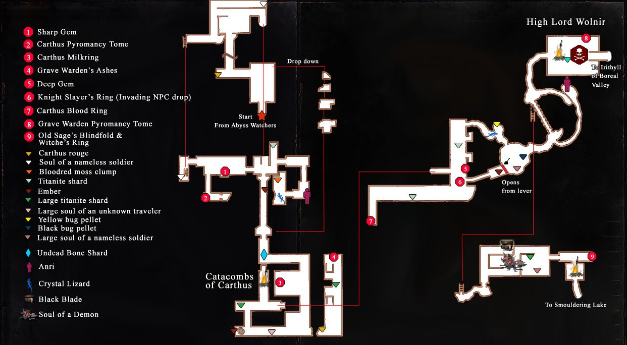 High Lord Wolnir
1 Sharp Gem
2 Carthus Pyromancy Tome
3 Carthus Milkring
4 Grave Warden's Ashes
5 Deep Gem
6 Knight Slayer's Ring (Invading NPC drop)
7 Carthus Blood Ring
8 Grave Warden Pyromancy Tome
9 Old Sage's Blindfold &
Witche's Ring
Carthus rouge
Soul of a nameless soldier
Bloodred moss clump
Titanite shard
Ember
Large titanite shard
Large soul of an unknown traveler
Yellow bug pellet
Black bug pellet
Large soul of a nameless soldier
Undead Bone Shard
Anri
Crystal Lizard
Black Blade
Soul of a Demon
Drop down
Start
From Abyss Watchers
1
2
Catacombs
of Carthus
3
4
8
To Irithyll
of Boreal
Valley
5
6
7
Opens
from lever
9
To Smouldering Lake